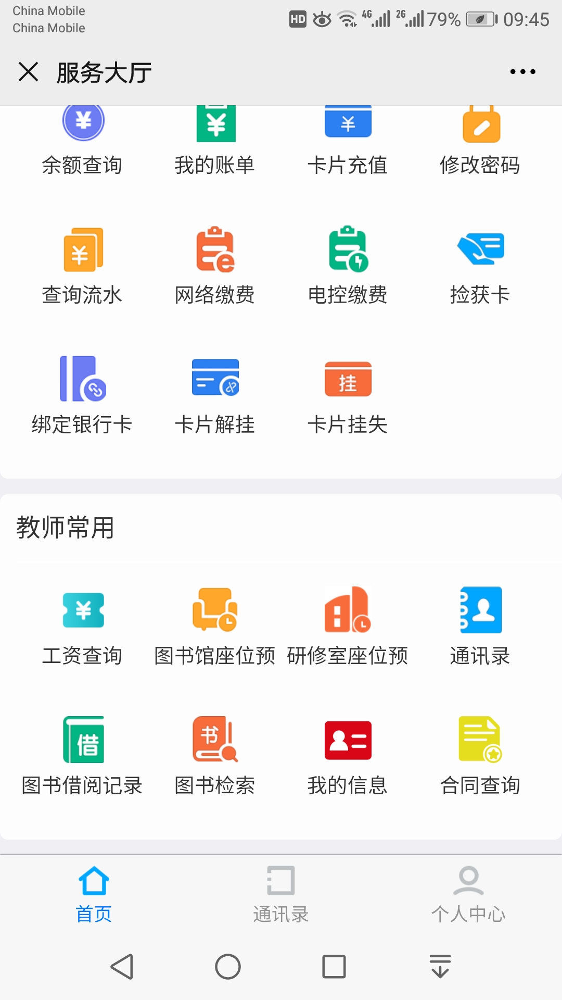 China Mobile
China Mobile
HD 4G 2G 79% 09:45
服务大厅
余额查询 我的账单 卡片充值 修改密码
查询流水 网络缴费 电控缴费 捡获卡
挂
绑定银行卡 卡片解挂 卡片挂失
教师常用
工资查询 图书馆座位预 研修室座位预 通讯录
借 书
图书借阅记录 图书检索 我的信息 合同查询
首页 通讯录 个人中心